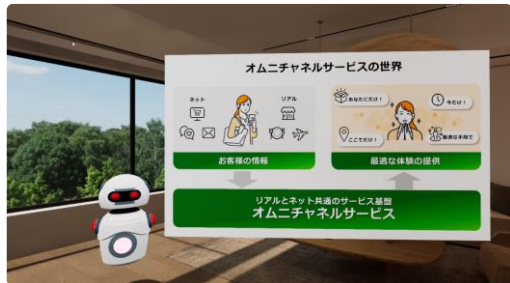 オムニチャネルサービスの世界
ネット
リアル
お客様の情報
あなたにだけ！
今だけ！
ここでだけ！
最適な手段で
最適な体験の提供
リアルとネット共通のサービス基盤
オムニチャネルサービス